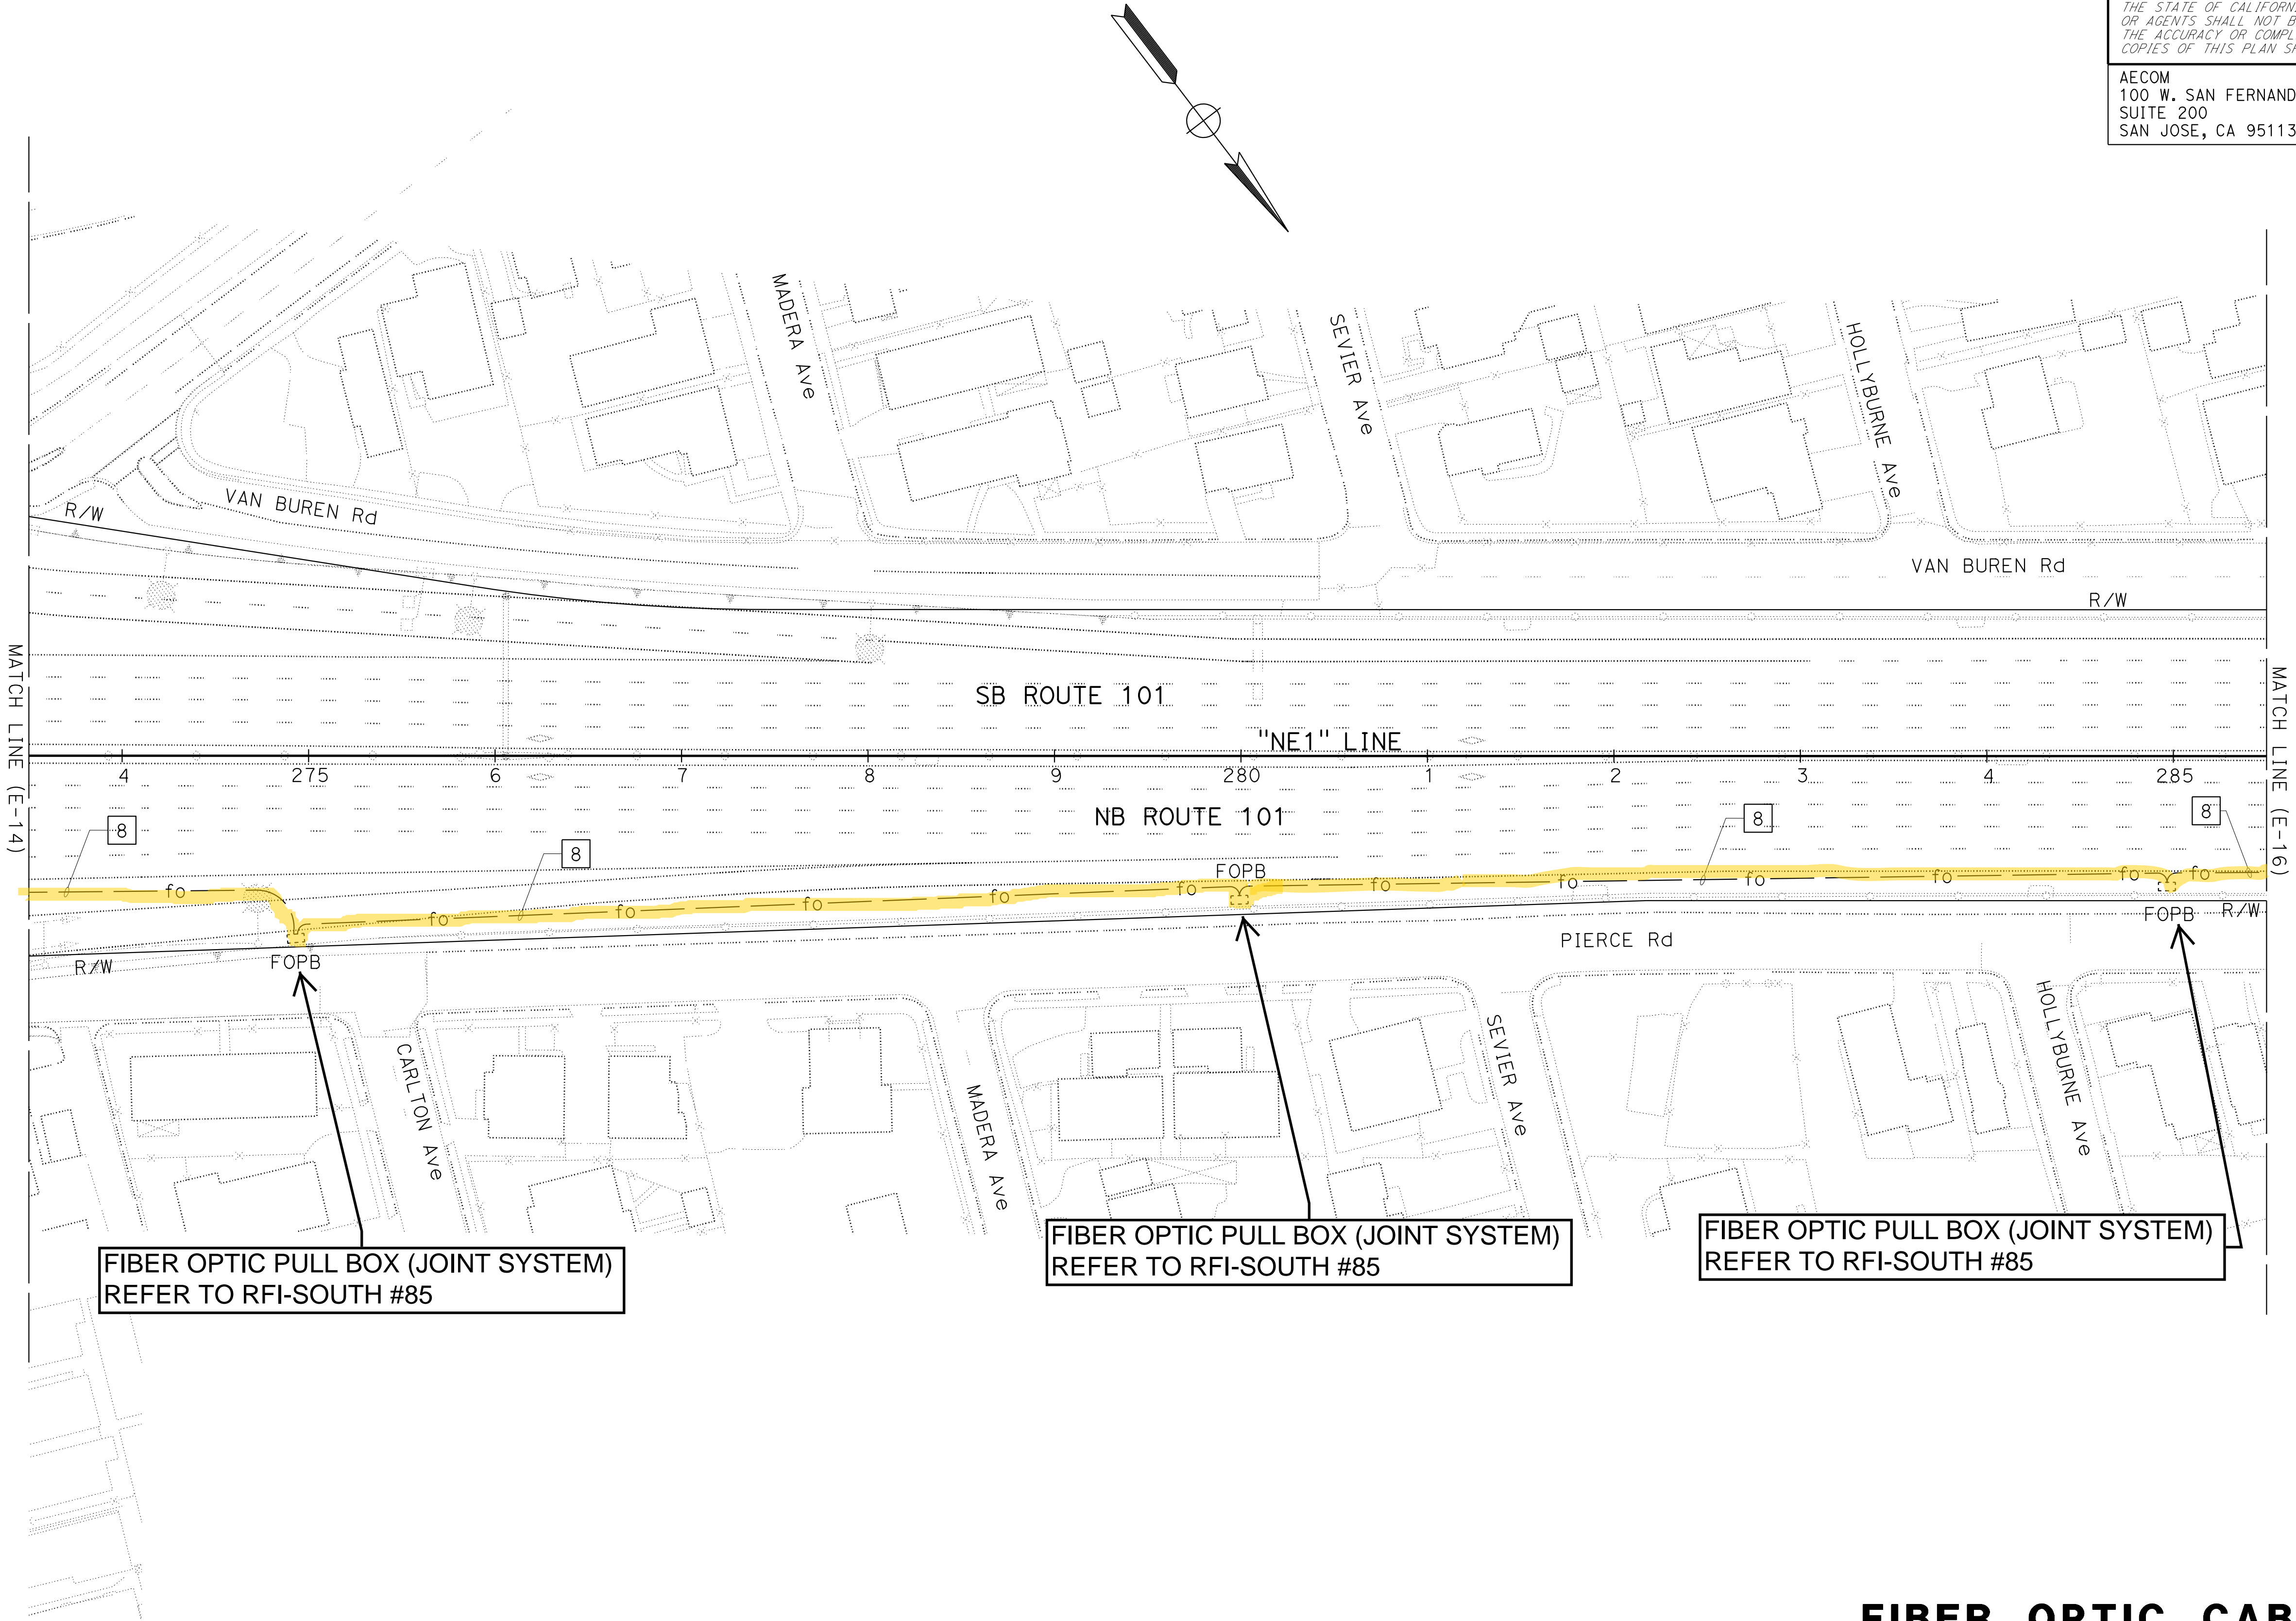 THE STATE OF CALIFORN
OR AGENTS SHALL NOT B
THE ACCURACY OR COMPL
COPIES OF THIS PLAN SH
AECOM
100 W. SAN FERNAND
SUITE 200
SAN JOSE, CA 95113
MADERA Ave
SEVIER Ave
HOLLYBURNE Ave
R/W
VAN BUREN Rd
VAN BUREN Rd
R/W
MATCH LINE (E-14)
SB ROUTE 101
"NE1" LINE
MATCH LINE (E-16)
4 275 6 7 8 9 280 1 2 3 4 285
NB ROUTE 101
8
8
8
8
FOPB
fo fo fo fo fo fo fo fo fo fo fo fo
R/W
FOPB
PIERCE Rd
FOPB
R/W
CARLTON Ave
MADERA Ave
SEVIER Ave
HOLLYBURNE Ave
FIBER OPTIC PULL BOX (JOINT SYSTEM)
REFER TO RFI-SOUTH #85
FIBER OPTIC PULL BOX (JOINT SYSTEM)
REFER TO RFI-SOUTH #85
FIBER OPTIC PULL BOX (JOINT SYSTEM)
REFER TO RFI-SOUTH #85
FIBER OPTIC CAB